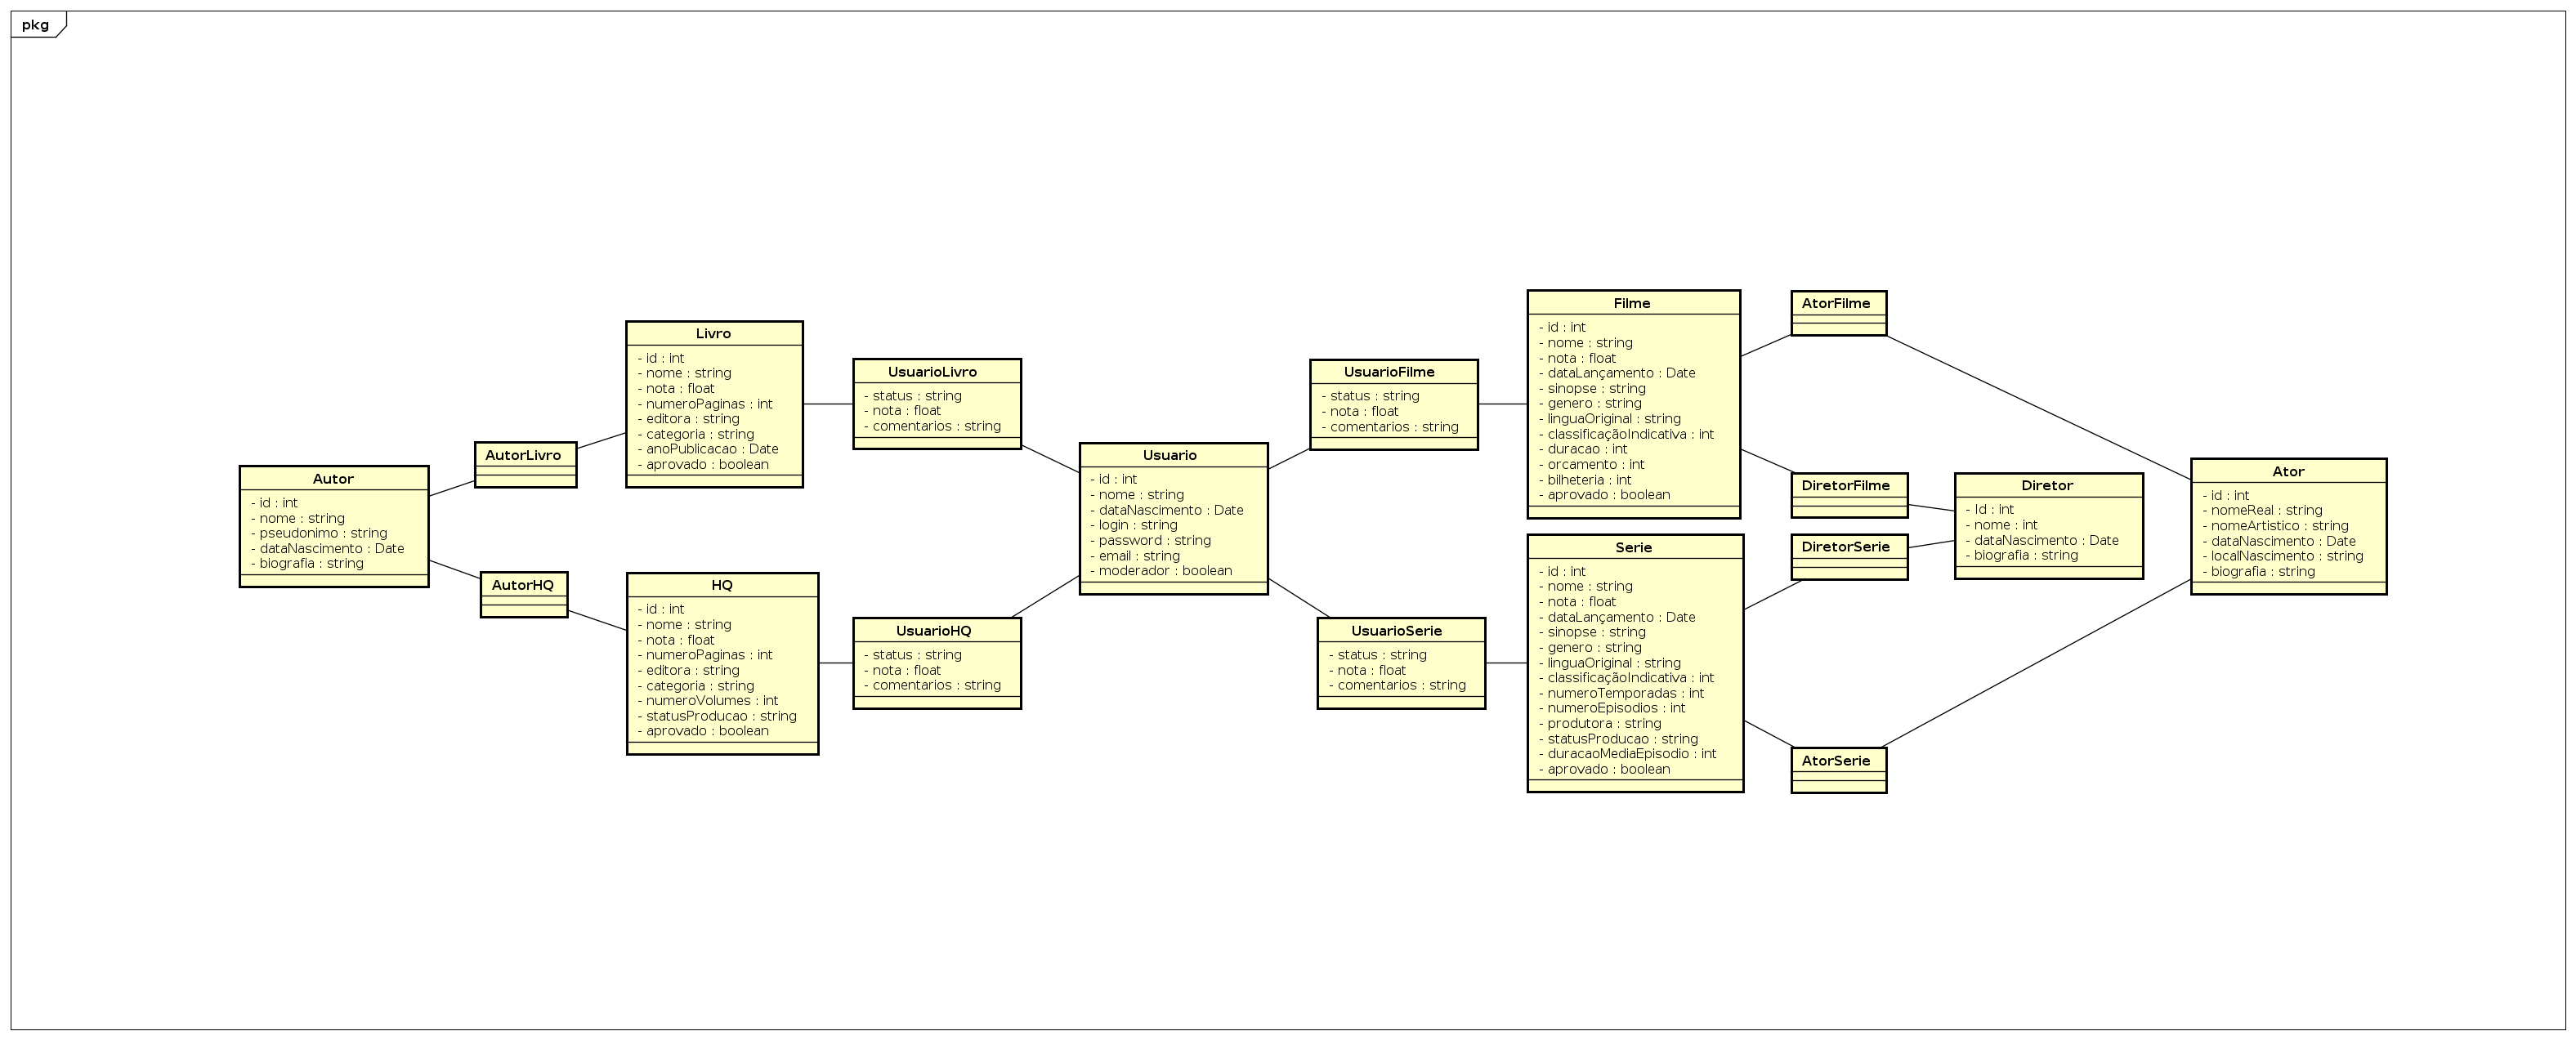 pkg
Autor
- id : int
- nome : string
- pseudonimo : string
- dataNascimento : Date
- biografia : string
AutorLivro
AutorHQ
Livro
- id : int
- nome : string
- nota : float
- numeroPaginas : int
- editora : string
- categoria : string
- anoPublicacao : Date
- aprovado : boolean
HQ
- id : int
- nome : string
- nota : float
- numeroPaginas : int
- editora : string
- categoria : string
- numeroVolumes : int
- statusProducao : string
- aprovado : boolean
UsuarioLivro
- status : string
- nota : float
- comentarios : string
UsuarioHQ
- status : string
- nota : float
- comentarios : string
Usuario
- id : int
- nome : string
- dataNascimento : Date
- login : string
- password : string
- email : string
- moderador : boolean
UsuarioFilme
- status : string
- nota : float
- comentarios : string
UsuarioSerie
- status : string
- nota : float
- comentarios : string
Filme
- id : int
- nome : string
- nota : float
- dataLançamento : Date
- sinopse : string
- genero : string
- linguaOriginal : string
- classificaçãoIndicativa : int
- duracao : int
- orcamento : int
- bilheteria : int
- aprovado : boolean
Serie
- id : int
- nome : string
- nota : float
- dataLançamento : Date
- sinopse : string
- genero : string
- linguaOriginal : string
- classificaçãoIndicativa : int
- numeroTemporadas : int
- numeroEpisodios : int
- produtora : string
- statusProducao : string
- duracaoMediaEpisodio : int
- aprovado : boolean
AtorFilme
DiretorFilme
DiretorSerie
AtorSerie
Diretor
- Id : int
- nome : int
- dataNascimento : Date
- biografia : string
Ator
- id : int
- nomeReal : string
- nomeArtistico : string
- dataNascimento : Date
- localNascimento : string
- biografia : string